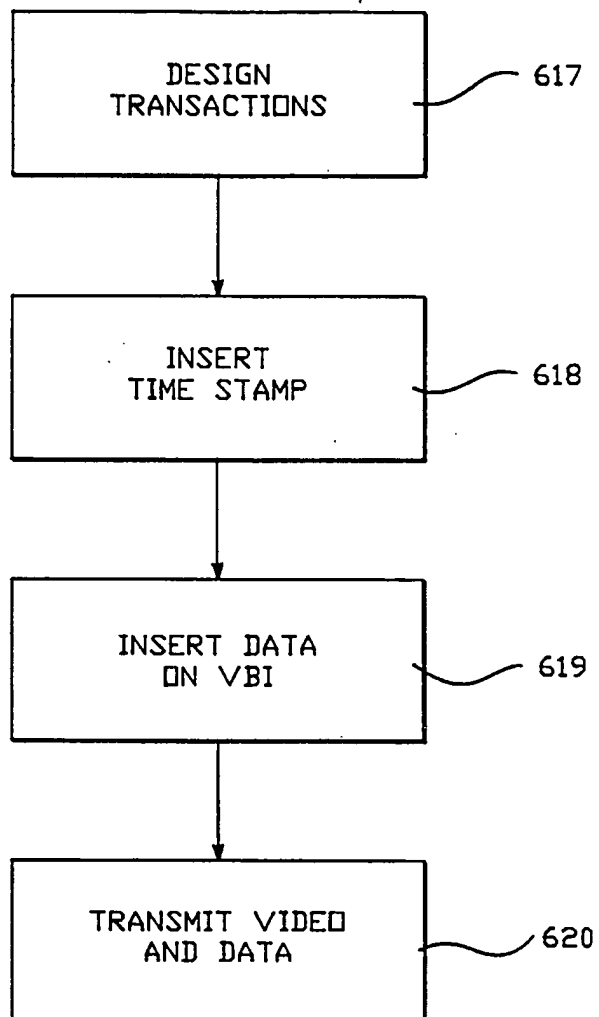 DESIGN
TRANSACTIONS
617
INSERT
TIME STAMP
618
INSERT DATA
ON VBI
619
TRANSMIT VIDEO
AND DATA
620